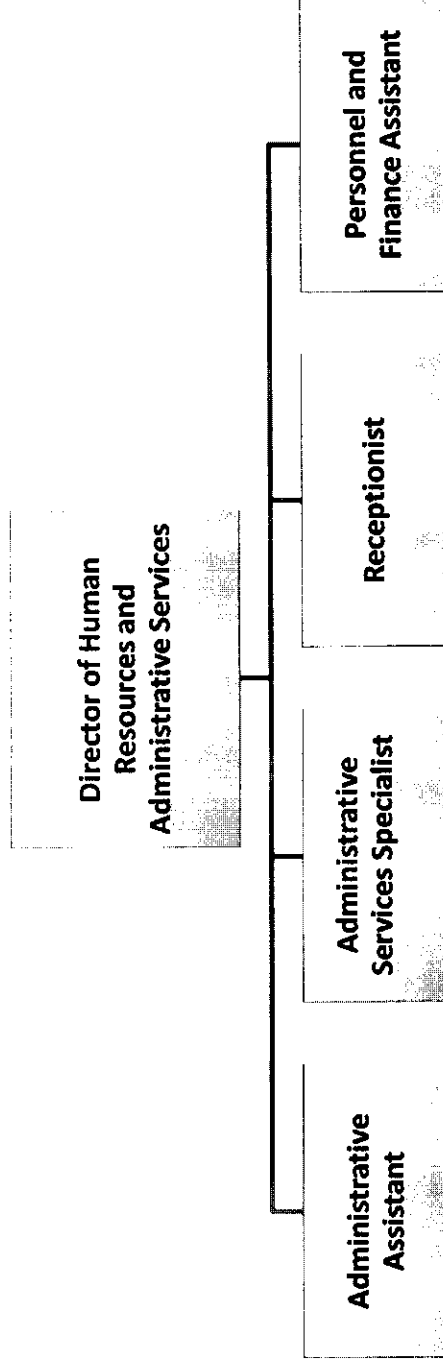 Director of Human
Resources and
Administrative Services
Administrative
Assistant
Administrative
Services Specialist
Receptionist
Personnel and
Finance Assistant